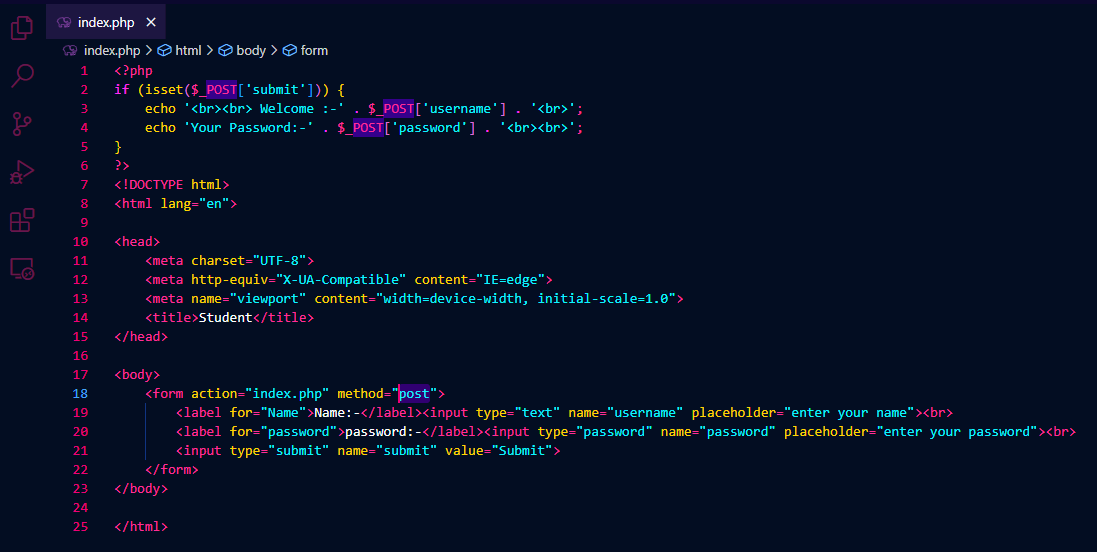 index.php ×
index.php > html > body > form
1 <?php
2 if (isset($_POST['submit'])) {
3     echo '<br><br> Welcome :-' . $_POST['username'] . '<br>';
4     echo 'Your Password:-' . $_POST['password'] . '<br><br>';
5 }
6 ?>
7 <!DOCTYPE html>
8 <html lang="en">
9
10 <head>
11     <meta charset="UTF-8">
12     <meta http-equiv="X-UA-Compatible" content="IE=edge">
13     <meta name="viewport" content="width=device-width, initial-scale=1.0">
14     <title>Student</title>
15 </head>
16
17 <body>
18     <form action="index.php" method="post">
19         <label for="Name">Name:-</label><input type="text" name="username" placeholder="enter your name"><br>
20         <label for="password">password:-</label><input type="password" name="password" placeholder="enter your password"><br>
21         <input type="submit" name="submit" value="Submit">
22     </form>
23 </body>
24
25 </html>